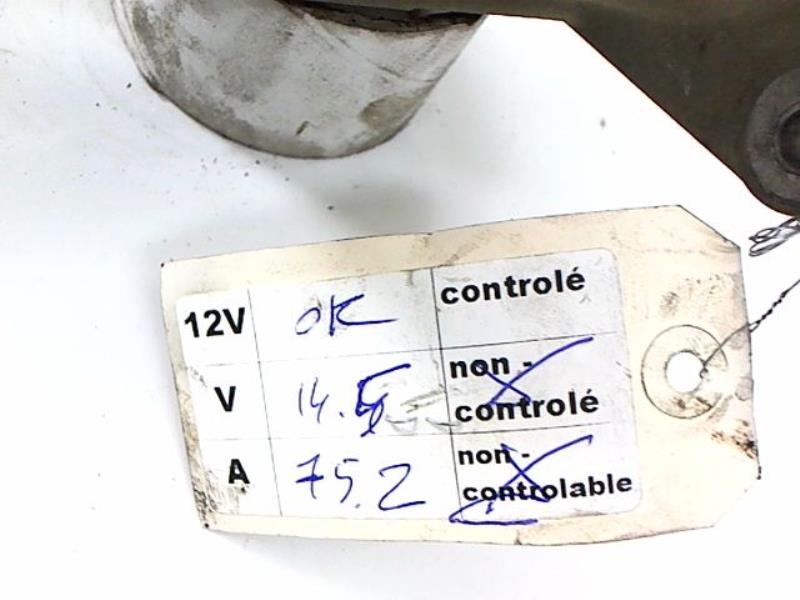 12V OK controlé
V 14.5 non -
controlé
A 75.2 non -
controlable